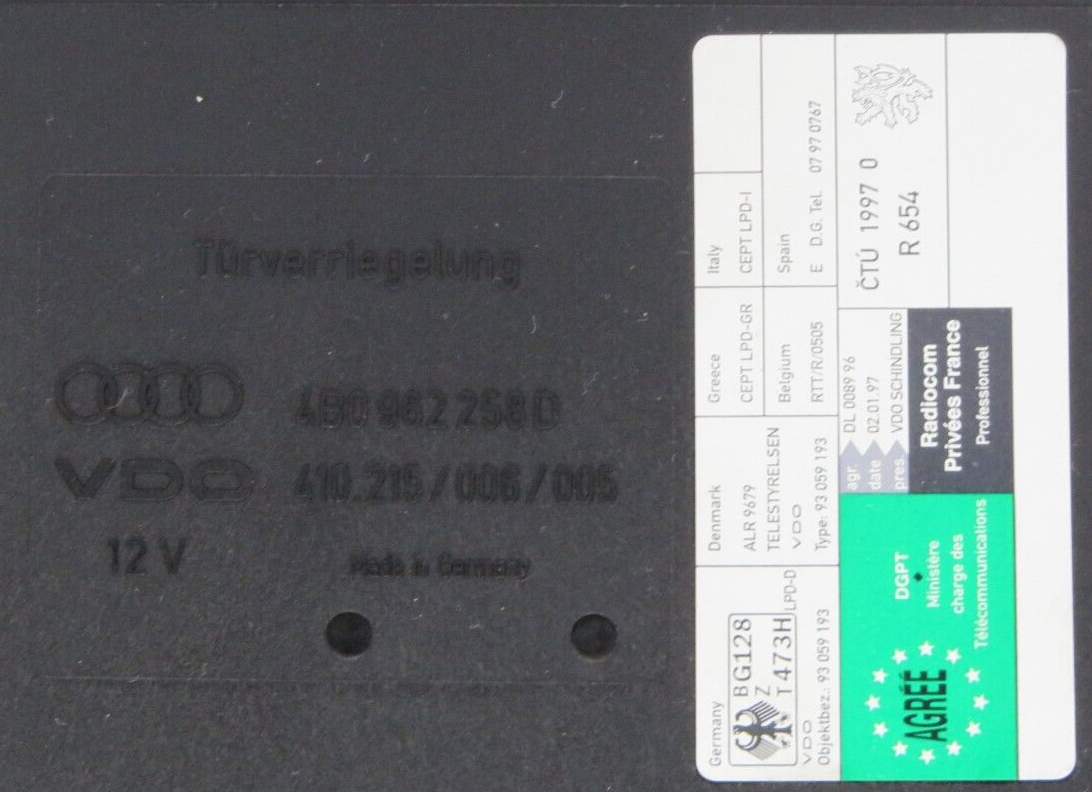 Türverriegelung
4B0 962 258 D
VDO 410.215/006/005
12 V
Made in Germany
Germany
BG128
Z
T473H
LPD-D
VDO
Objektbez.: 93 059 193
Denmark
ALR 9679
TELESTYRELSEN
VDO
Type: 93 059 193
Greece
CEPT LPD-GR
Belgium
RTT/R/0505
Italy
CEPT LPD-I
Spain
E D.G. Tel. 07 97 0767
ČTÚ 1997 0
R 654
agr. DL 0089 96
date 02.01.97
pres. VDO SCHINDLING
Radiocom
Privées France
Professionnel
AGRÉÉ
DGPT
Ministère
charge des
Télécommunications